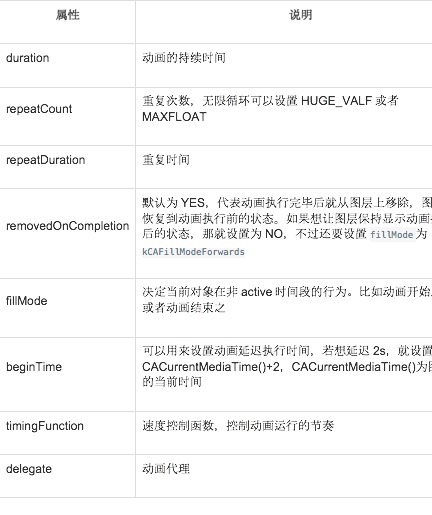 属性 说明
duration 动画的持续时间
repeatCount 重复次数，无限循环可以设置 HUGE_VALF 或者
MAXFLOAT
repeatDuration 重复时间
默认为 YES，代表动画执行完毕后就从图层上移除，图
removedOnCompletion 恢复到动画执行前的状态。如果想让图层保持显示动画
后的状态，那就设置为 NO，不过还要设置 fillMode 为
kCAFillModeForwards
fillMode 决定当前对象在非 active 时间段的行为。比如动画开始
或者动画结束之
可以用来设置动画延迟执行时间，若想延迟 2s，就设置
beginTime CACurrentMediaTime()+2，CACurrentMediaTime()为
的当前时间
timingFunction 速度控制函数，控制动画运行的节奏
delegate 动画代理